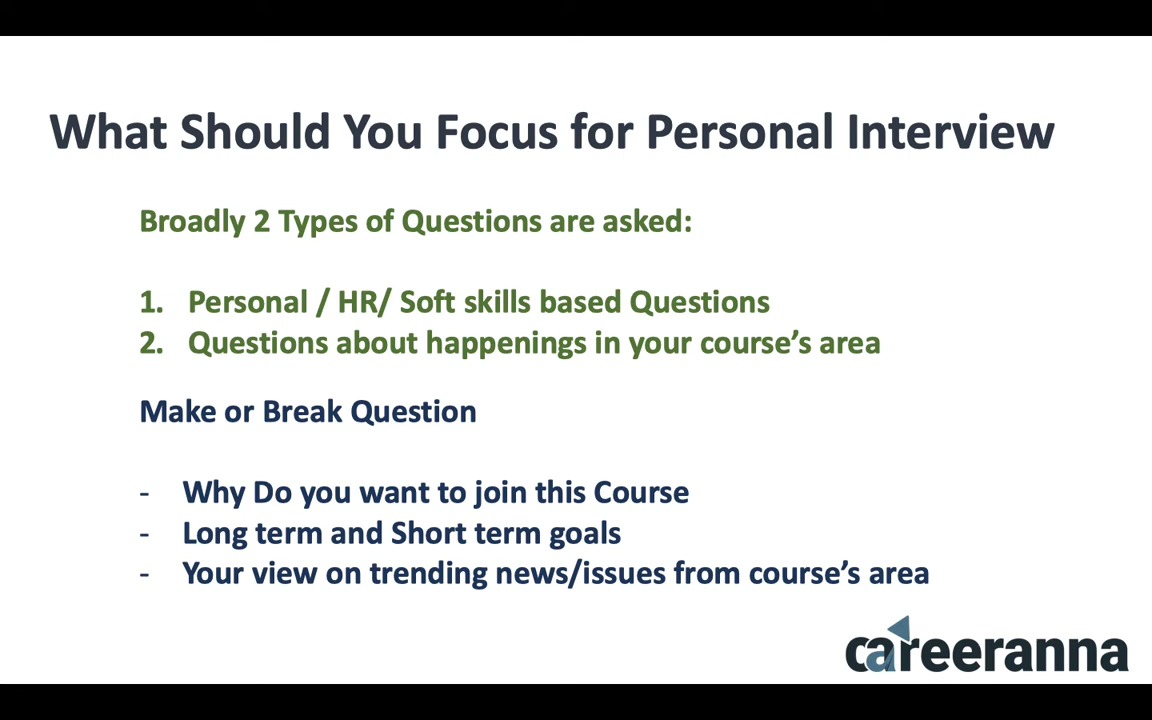 What Should You Focus for Personal Interview
Broadly 2 Types of Questions are asked:
1. Personal / HR/ Soft skills based Questions
2. Questions about happenings in your course’s area
Make or Break Question
- Why Do you want to join this Course
- Long term and Short term goals
- Your view on trending news/issues from course’s area
careeranna